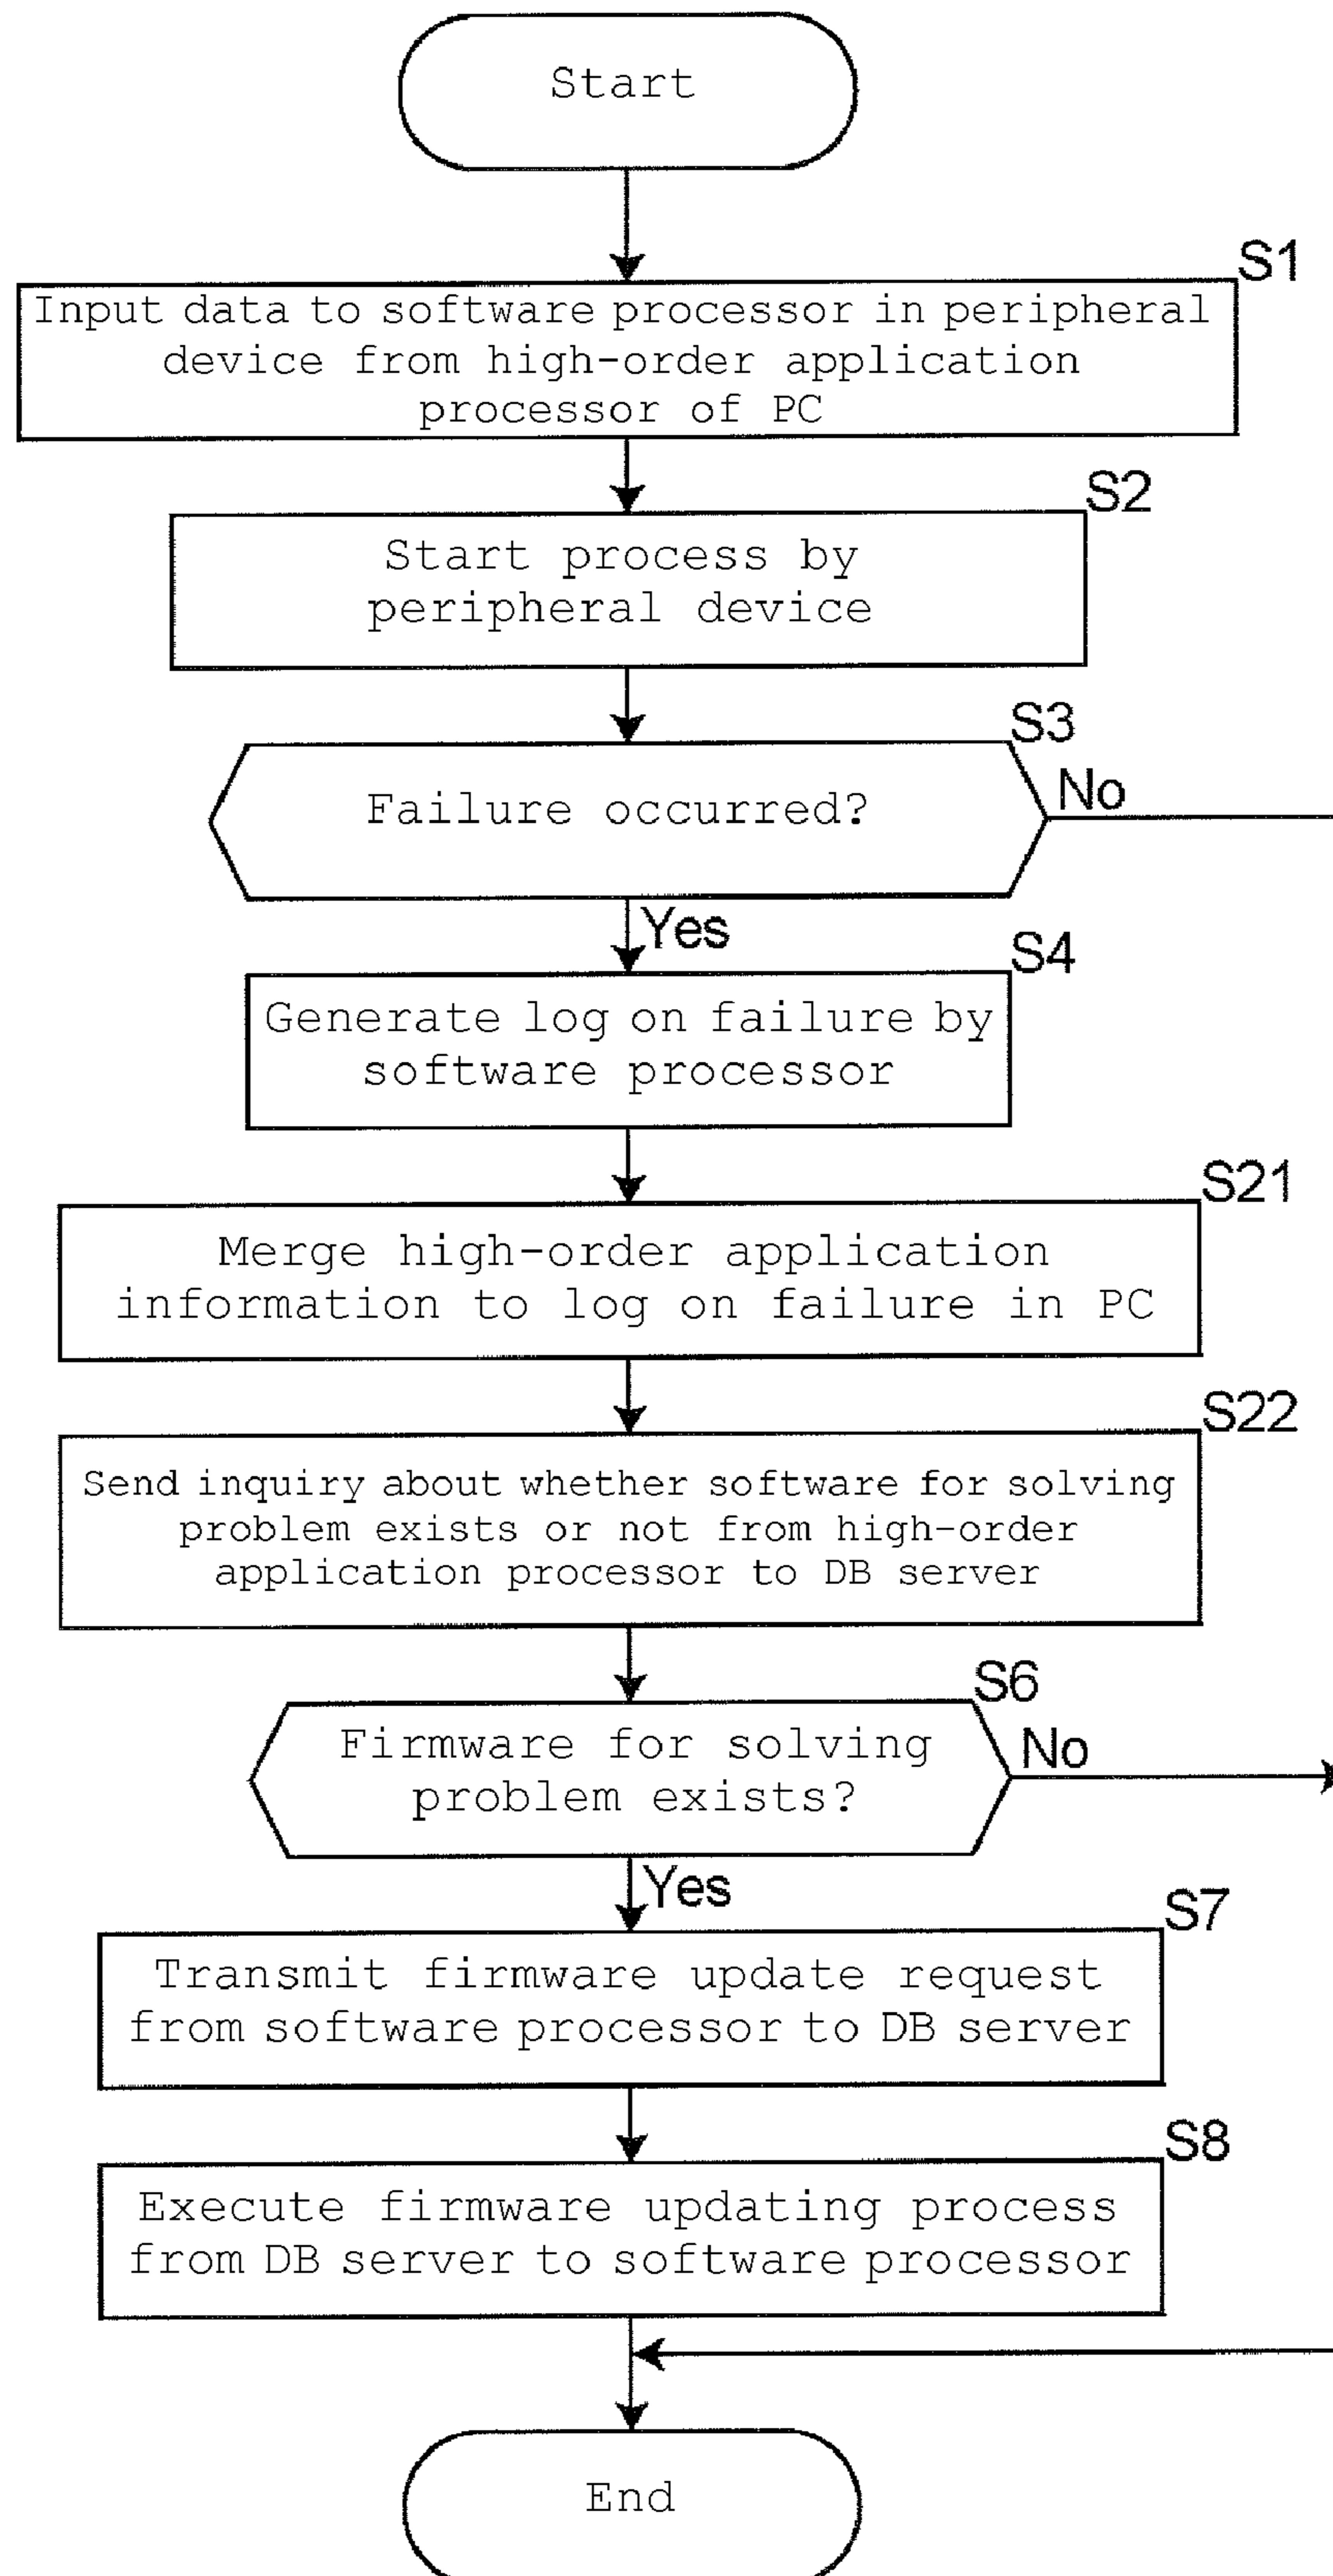 Start
S1
Input data to software processor in peripheral
device from high-order application
processor of PC
S2
Start process by
peripheral device
S3
Failure occurred?
No
Yes
S4
Generate log on failure by
software processor
S21
Merge high-order application
information to log on failure in PC
S22
Send inquiry about whether software for solving
problem exists or not from high-order
application processor to DB server
S6
Firmware for solving
problem exists?
No
Yes
S7
Transmit firmware update request
from software processor to DB server
S8
Execute firmware updating process
from DB server to software processor
End